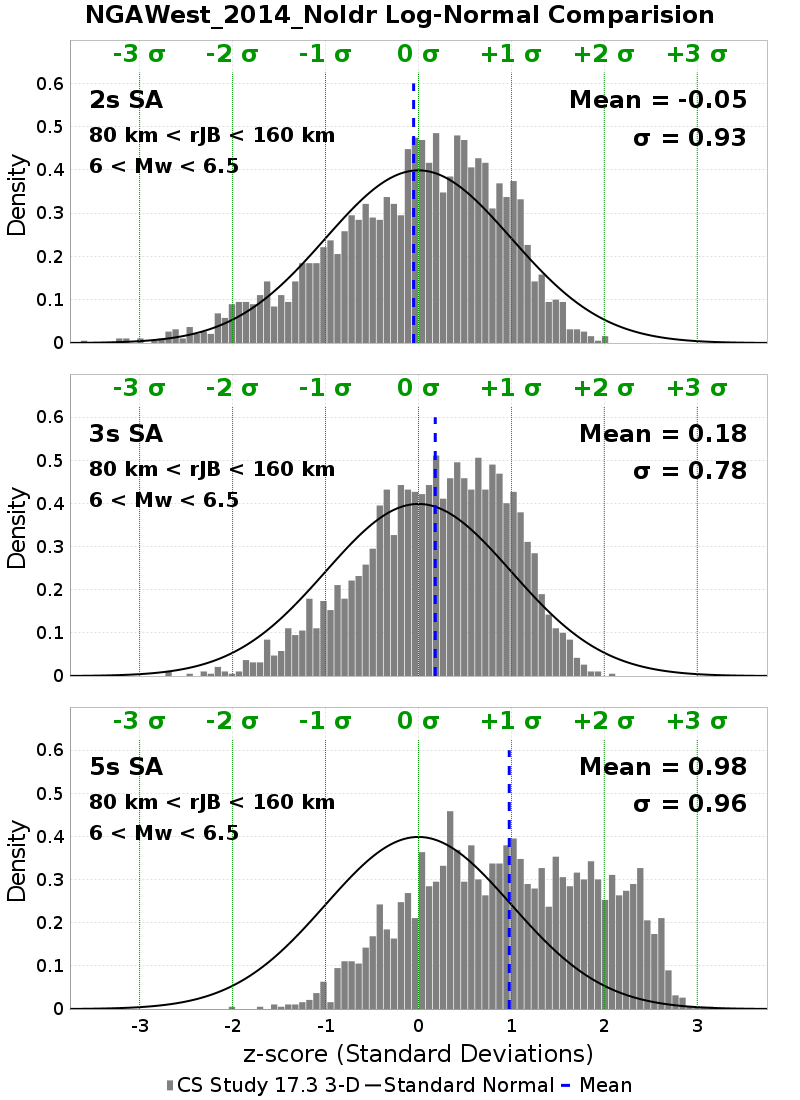 NGAWest_2014_NoIdr Log-Normal Comparision
-3 σ -2 σ -1 σ 0 σ +1 σ +2 σ +3 σ
0.6
2s SA Mean = -0.05
0.5
80 km < rJB < 160 km σ = 0.93
6 < Mw < 6.5
0.4
Density
0.3
0.2
0.1
0
-3 σ -2 σ -1 σ 0 σ +1 σ +2 σ +3 σ
0.6
3s SA Mean = 0.18
0.5
80 km < rJB < 160 km σ = 0.78
6 < Mw < 6.5
0.4
Density
0.3
0.2
0.1
0
-3 σ -2 σ -1 σ 0 σ +1 σ +2 σ +3 σ
0.6
5s SA Mean = 0.98
0.5
80 km < rJB < 160 km σ = 0.96
6 < Mw < 6.5
0.4
Density
0.3
0.2
0.1
0
-3 -2 -1 0 1 2 3
z-score (Standard Deviations)
CS Study 17.3 3-D Standard Normal Mean